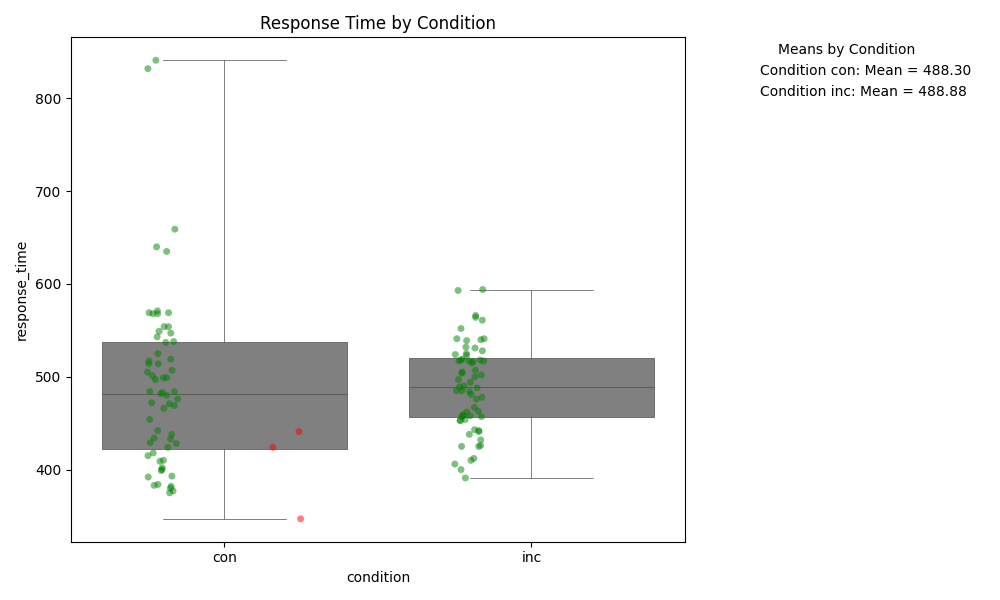 Response Time by Condition
Means by Condition
Condition con: Mean = 488.30
Condition inc: Mean = 488.88
800
700
600
500
400
response_time
con
inc
condition